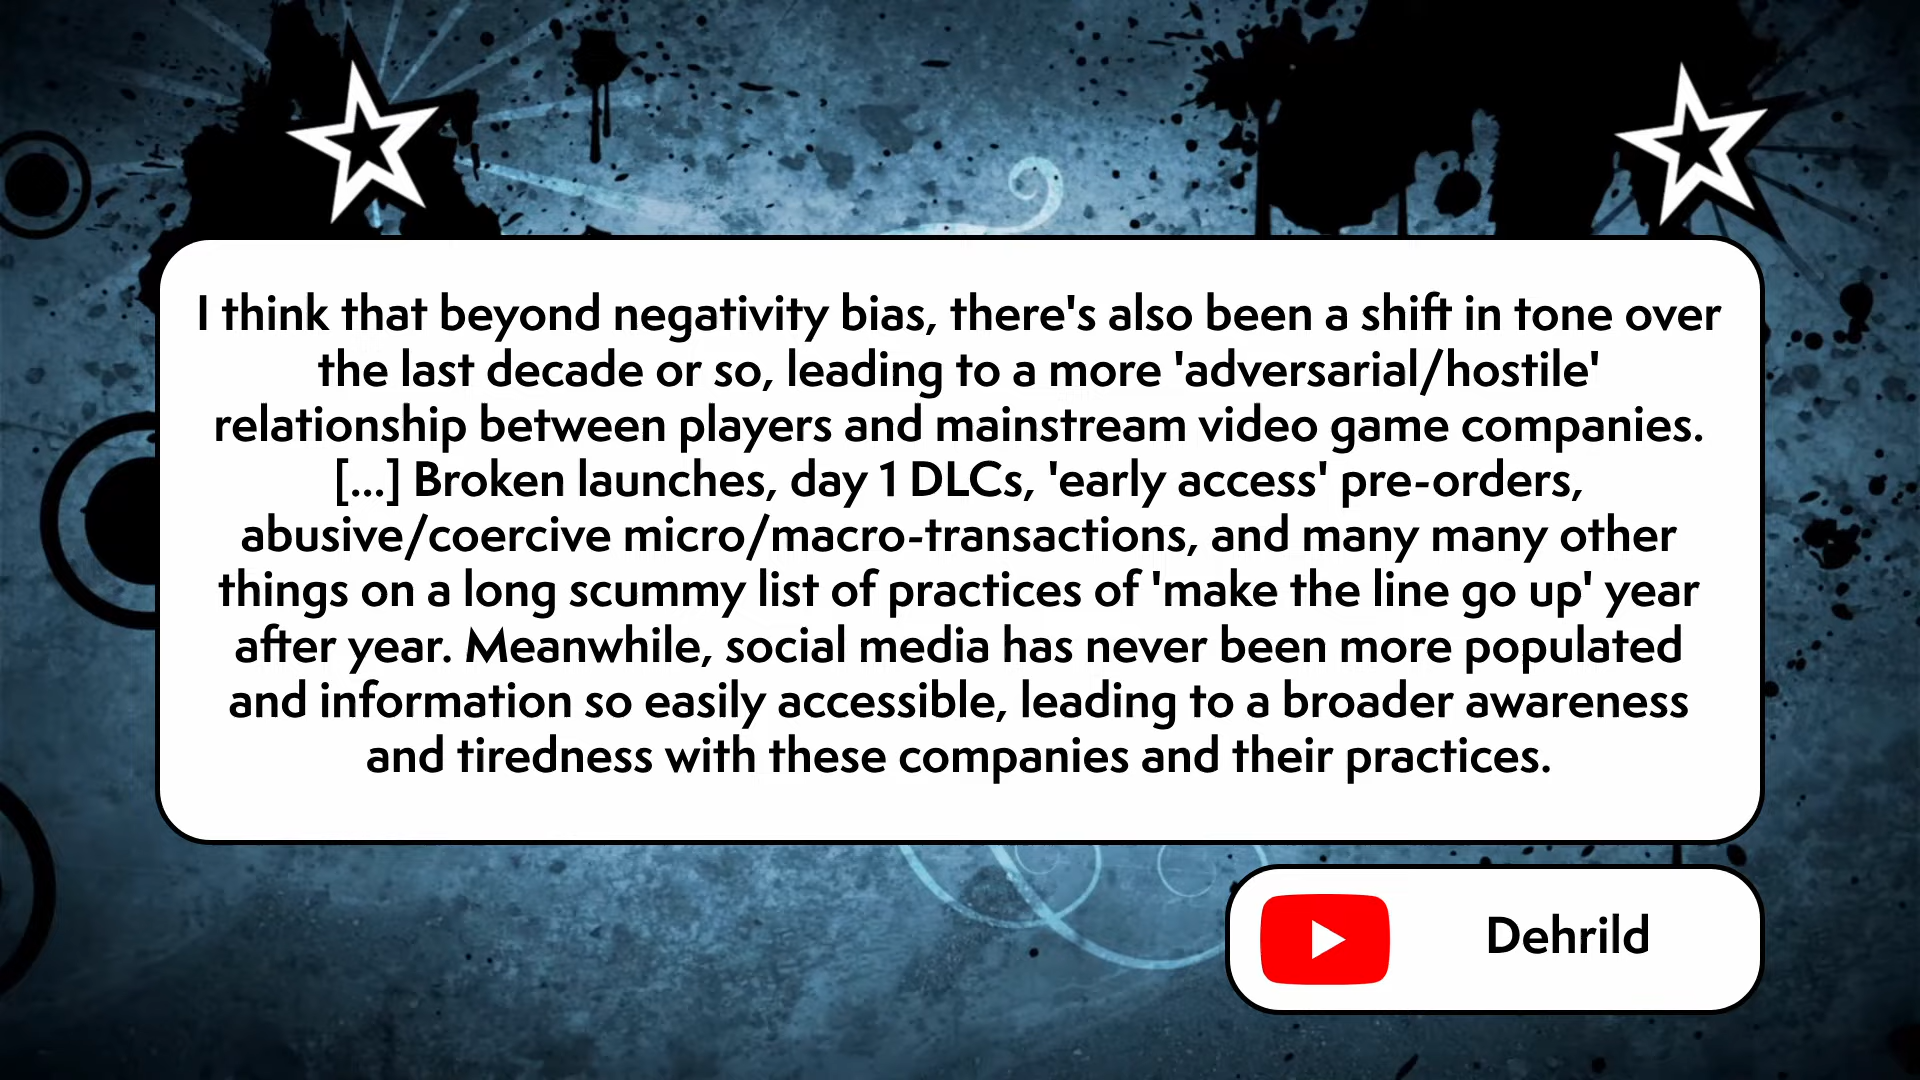 I think that beyond negativity bias, there's also been a shift in tone over
the last decade or so, leading to a more 'adversarial/hostile'
relationship between players and mainstream video game companies.
[...] Broken launches, day 1 DLCs, 'early access' pre-orders,
abusive/coercive micro/macro-transactions, and many many other
things on a long scummy list of practices of 'make the line go up' year
after year. Meanwhile, social media has never been more populated
and information so easily accessible, leading to a broader awareness
and tiredness with these companies and their practices.
Dehrild